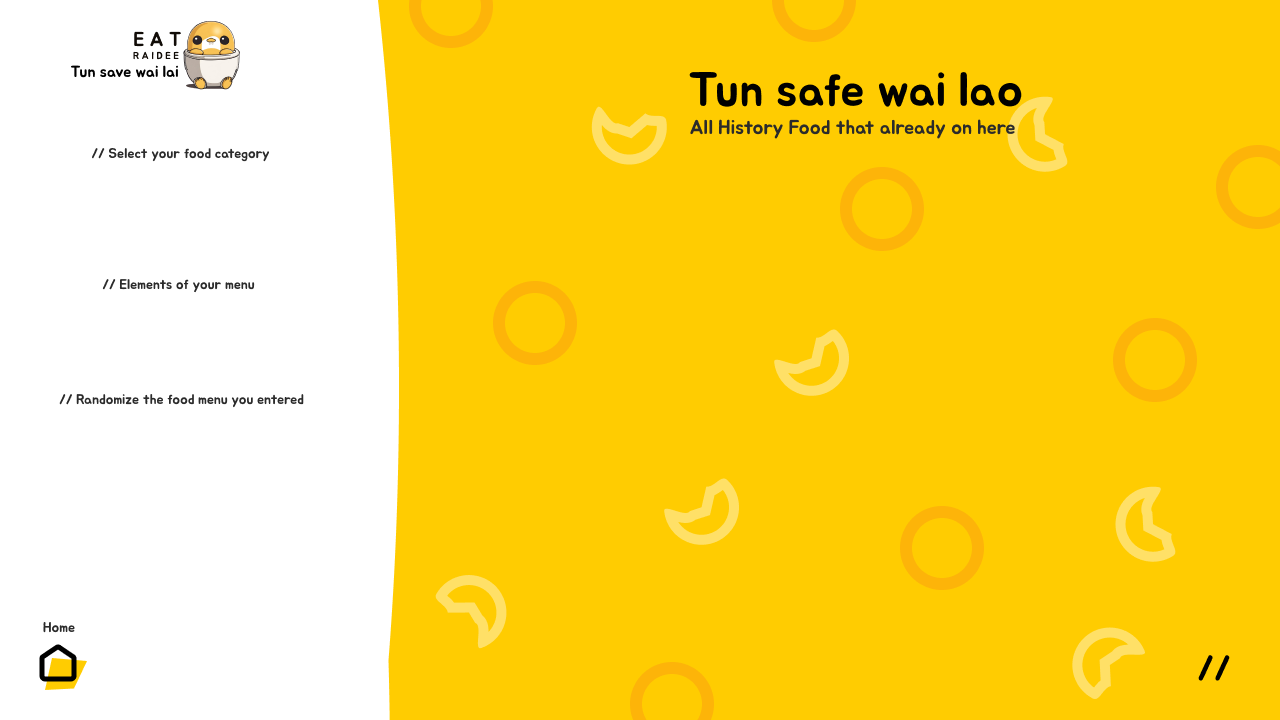 EAT
RAIDEE
Tun save wai lai
// Select your food category
// Elements of your menu
// Randomize the food menu you entered
Home
Tun safe wai lao
All History Food that already on here
//